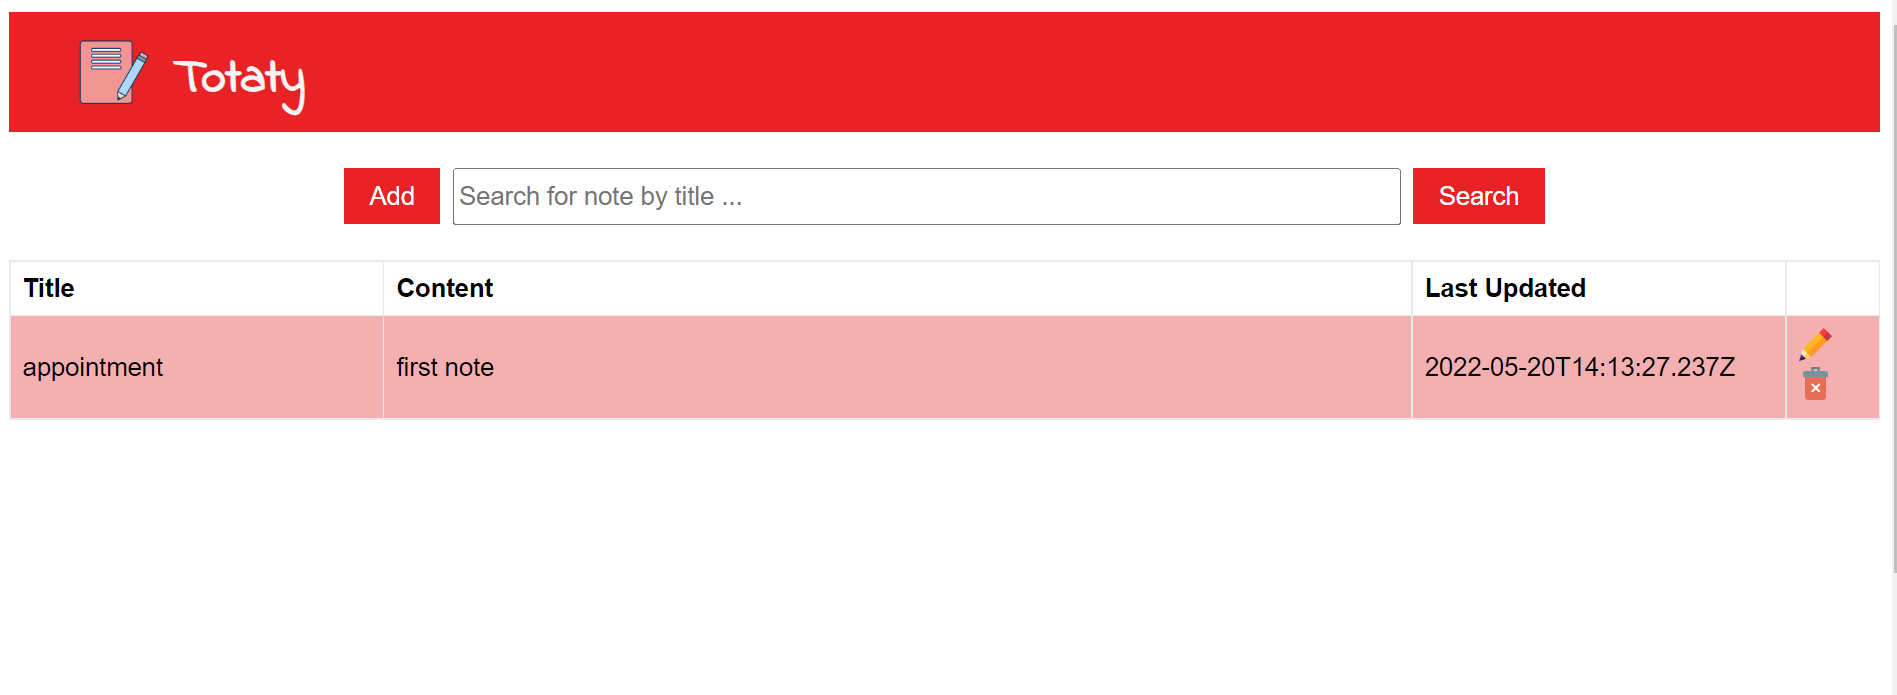 Totaty
Add Search for note by title ... Search
Title Content Last Updated
appointment first note 2022-05-20T14:13:27.237Z